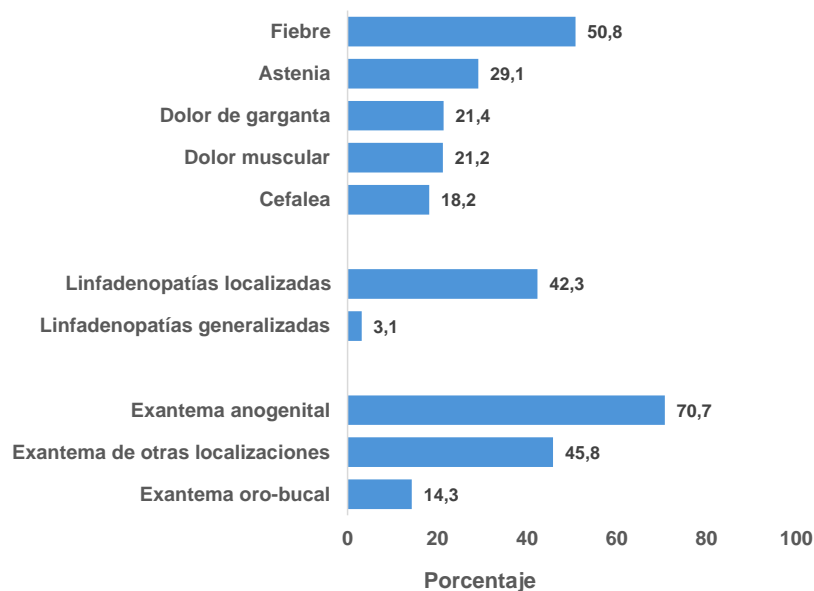 Fiebre 50,8
Astenia 29,1
Dolor de garganta 21,4
Dolor muscular 21,2
Cefalea 18,2
Linfadenopatías localizadas 42,3
Linfadenopatías generalizadas 3,1
Exantema anogenital 70,7
Exantema de otras localizaciones 45,8
Exantema oro-bucal 14,3
0 20 40 60 80 100
Porcentaje